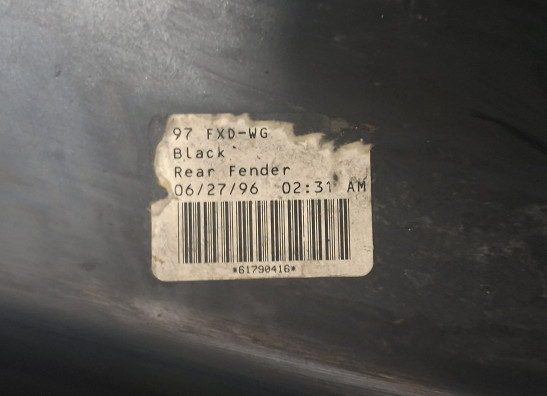 97 FXD-WG
Black
Rear Fender
06/27/96 02:31 AM
*61790416*